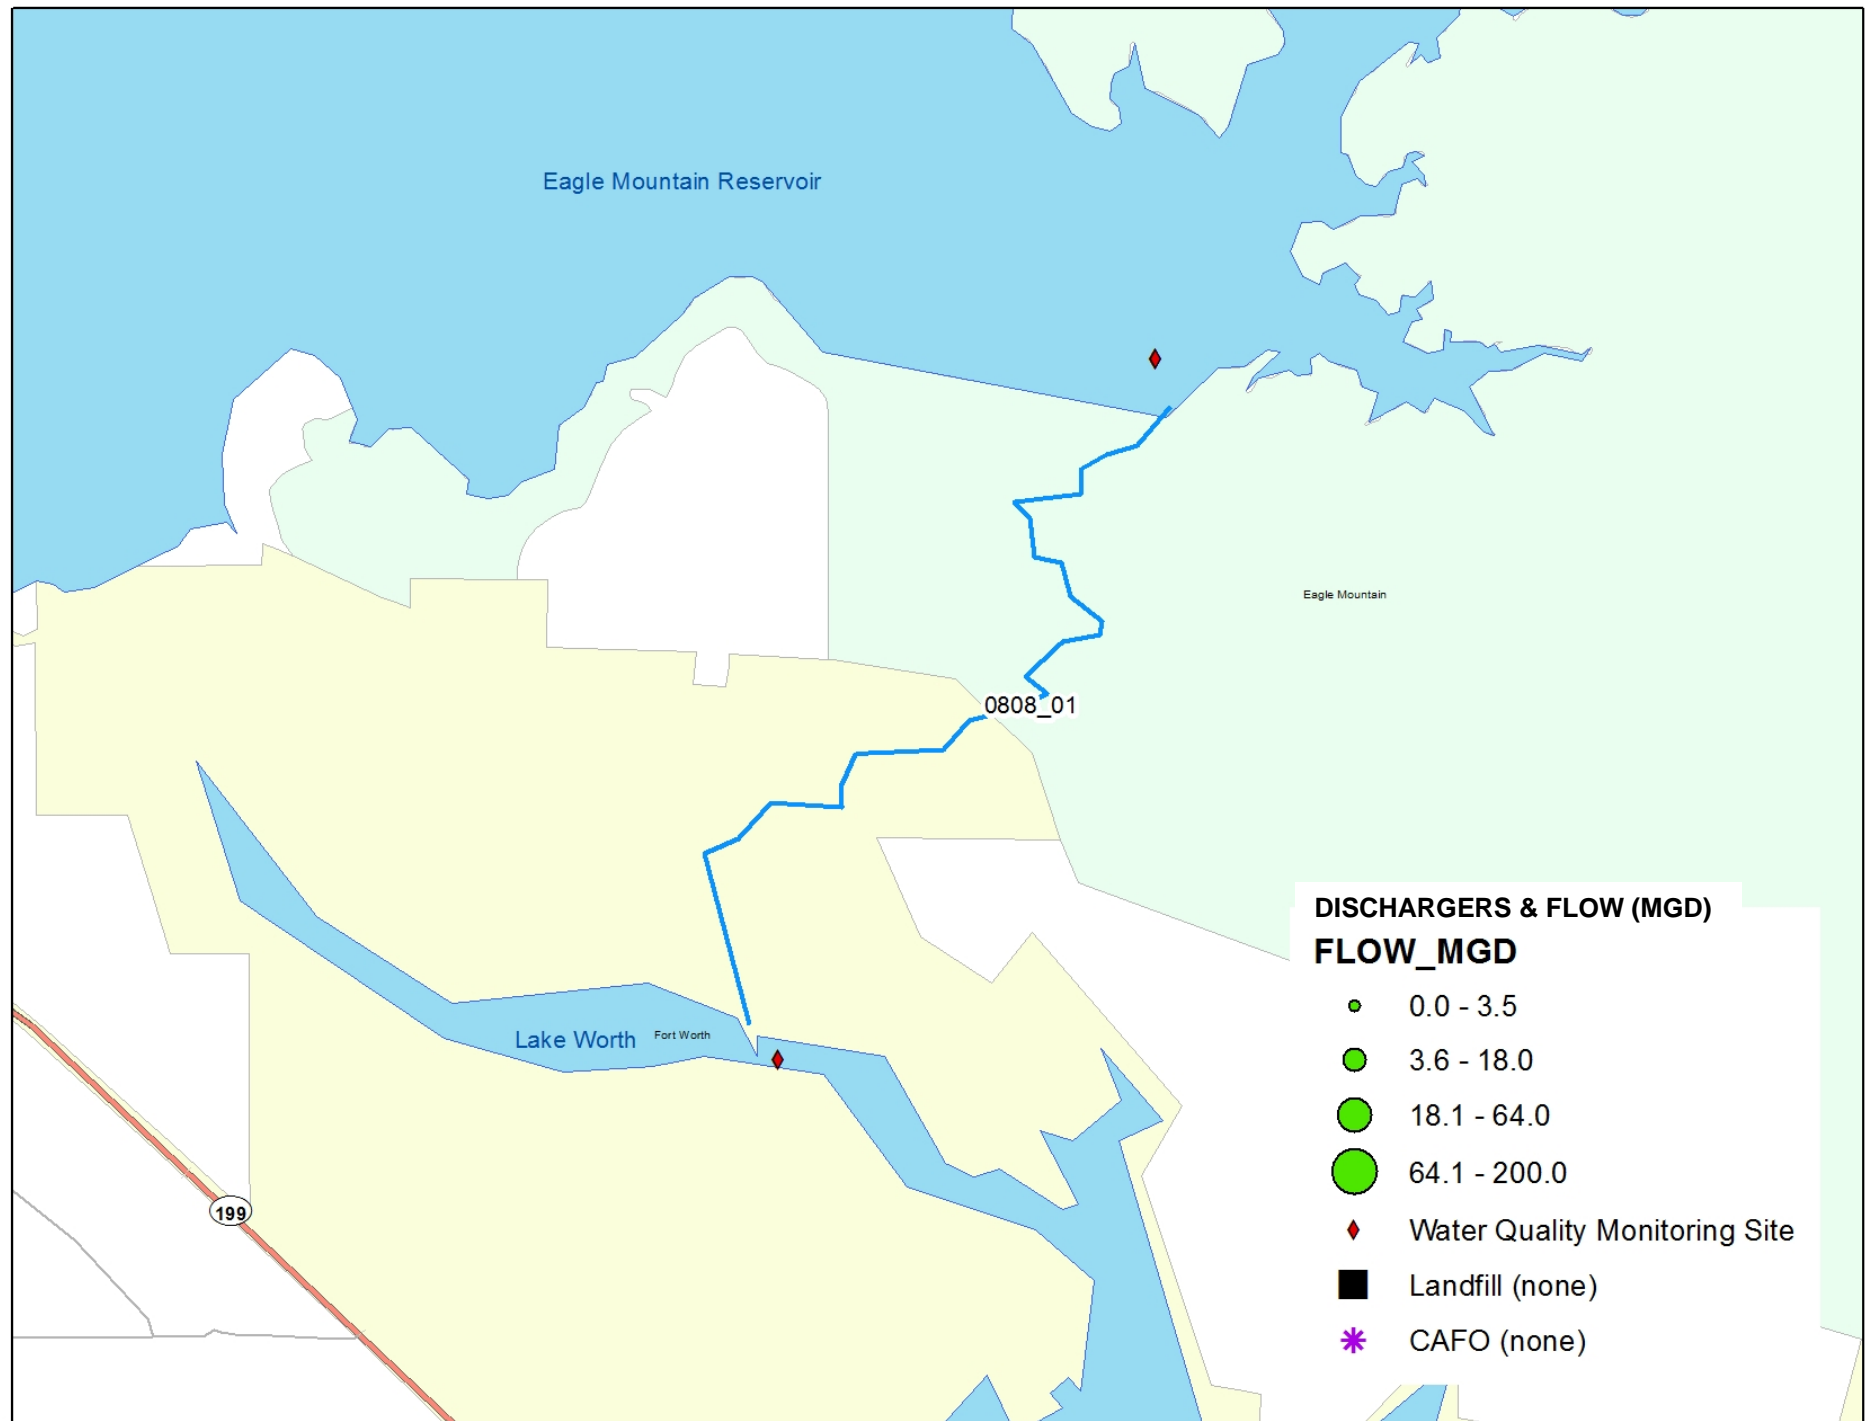 Eagle Mountain Reservoir
Eagle Mountain
0808_01
Lake Worth
Fort Worth
199
DISCHARGERS & FLOW (MGD)
FLOW_MGD
0.0 - 3.5
3.6 - 18.0
18.1 - 64.0
64.1 - 200.0
Water Quality Monitoring Site
Landfill (none)
CAFO (none)